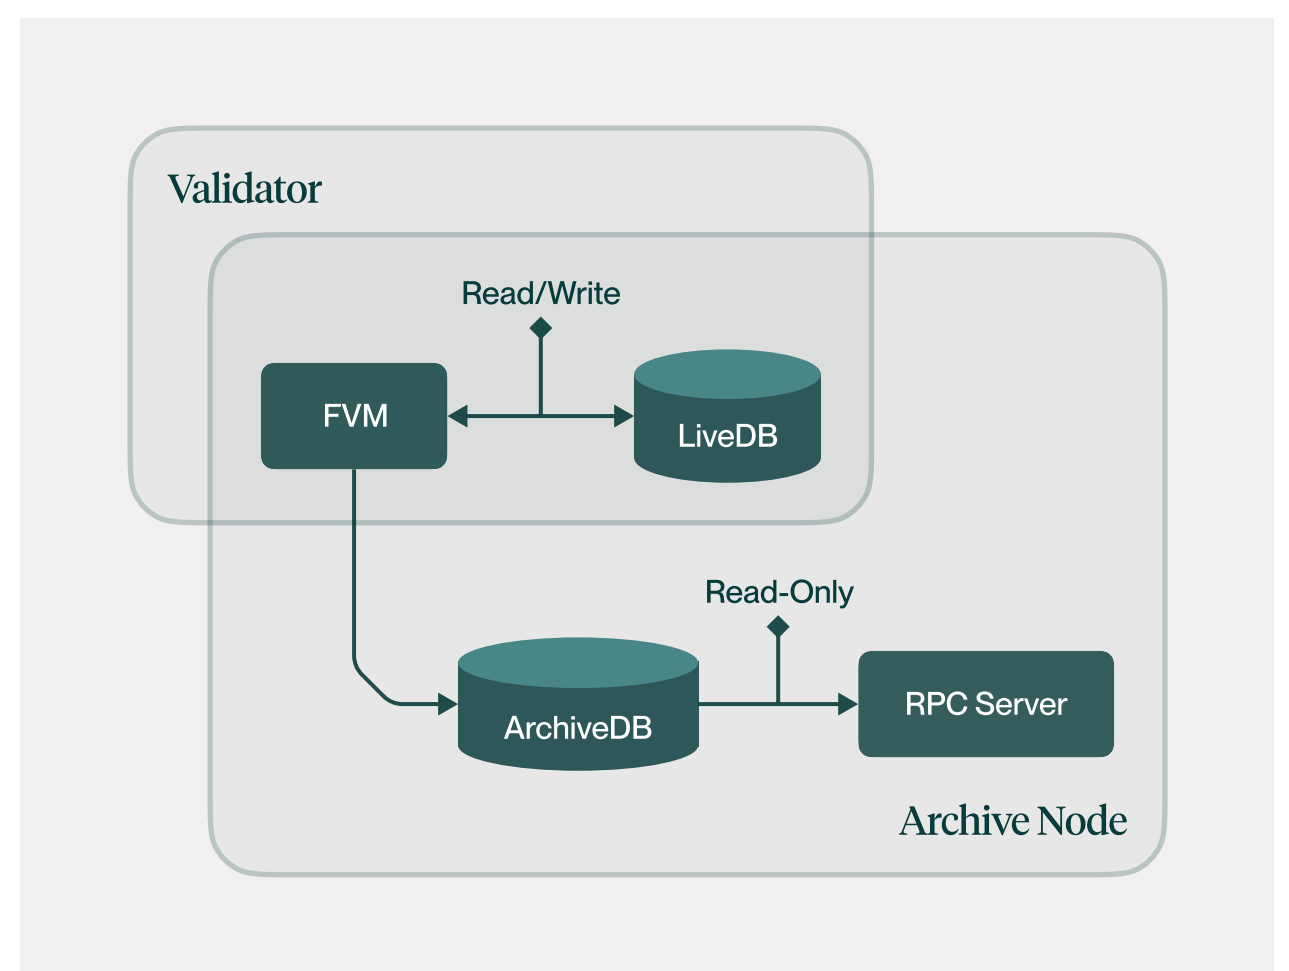 Validator
Read/Write
FVM
LiveDB
Read-Only
ArchiveDB
RPC Server
Archive Node